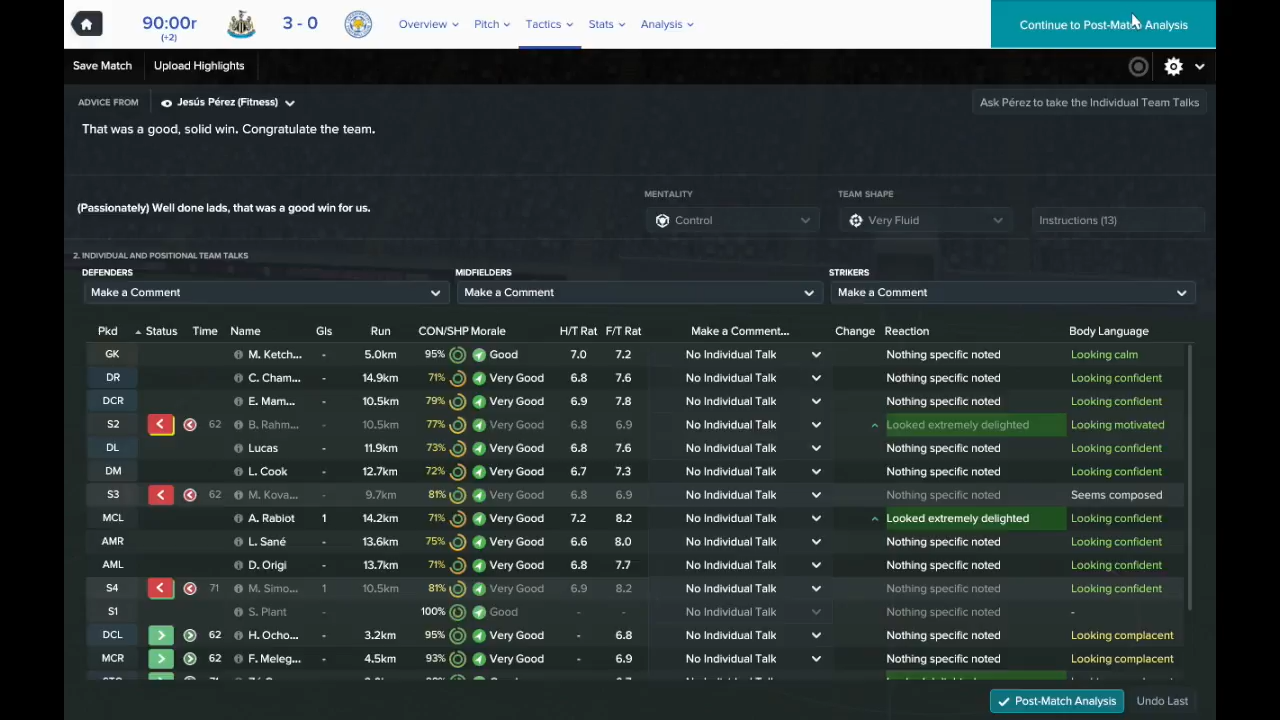 90:00r
(+2)
3 - 0
Overview
Pitch
Tactics
Stats
Analysis
Continue to Post-Match Analysis
Save Match
Upload Highlights
ADVICE FROM
Jesús Pérez (Fitness)
Ask Pérez to take the Individual Team Talks
That was a good, solid win. Congratulate the team.
MENTALITY
TEAM SHAPE
(Passionately) Well done lads, that was a good win for us.
Control
Very Fluid
Instructions (13)
2. INDIVIDUAL AND POSITIONAL TEAM TALKS
DEFENDERS
MIDFIELDERS
STRIKERS
Make a Comment
Make a Comment
Make a Comment
Pkd Status Time Name Gls Run CON/SHP Morale H/T Rat F/T Rat Make a Comment... Change Reaction Body Language
GK M. Ketch... - 5.0km 95% Good 7.0 7.2 No Individual Talk Nothing specific noted Looking calm
DR C. Cham... - 14.9km 71% Very Good 6.8 7.6 No Individual Talk Nothing specific noted Looking confident
DCR E. Mam... - 10.5km 79% Very Good 6.9 7.8 No Individual Talk Nothing specific noted Looking confident
S2 62 B. Rahm... - 10.5km 77% Very Good 6.8 6.9 No Individual Talk Looked extremely delighted Looking motivated
DL Lucas - 11.9km 73% Very Good 6.8 7.6 No Individual Talk Nothing specific noted Looking confident
DM L. Cook - 12.7km 72% Very Good 6.7 7.3 No Individual Talk Nothing specific noted Looking confident
S3 62 M. Kova... - 9.7km 81% Very Good 6.8 6.9 No Individual Talk Nothing specific noted Seems composed
MCL A. Rabiot 1 14.2km 71% Very Good 7.2 8.2 No Individual Talk Looked extremely delighted Looking confident
AMR L. Sané - 13.6km 75% Very Good 6.6 8.0 No Individual Talk Nothing specific noted Looking confident
AML D. Origi - 13.7km 71% Very Good 6.8 7.7 No Individual Talk Nothing specific noted Looking confident
S4 71 M. Simo... 1 10.5km 81% Very Good 6.9 8.2 No Individual Talk Nothing specific noted Looking confident
S1 S. Plant - - 100% Good - - No Individual Talk Nothing specific noted -
DCL 62 H. Ocho... - 3.2km 95% Very Good - 6.8 No Individual Talk Nothing specific noted Looking complacent
MCR 62 F. Meleg... - 4.5km 93% Very Good - 6.9 No Individual Talk Nothing specific noted Looking complacent
Post-Match Analysis
Undo Last